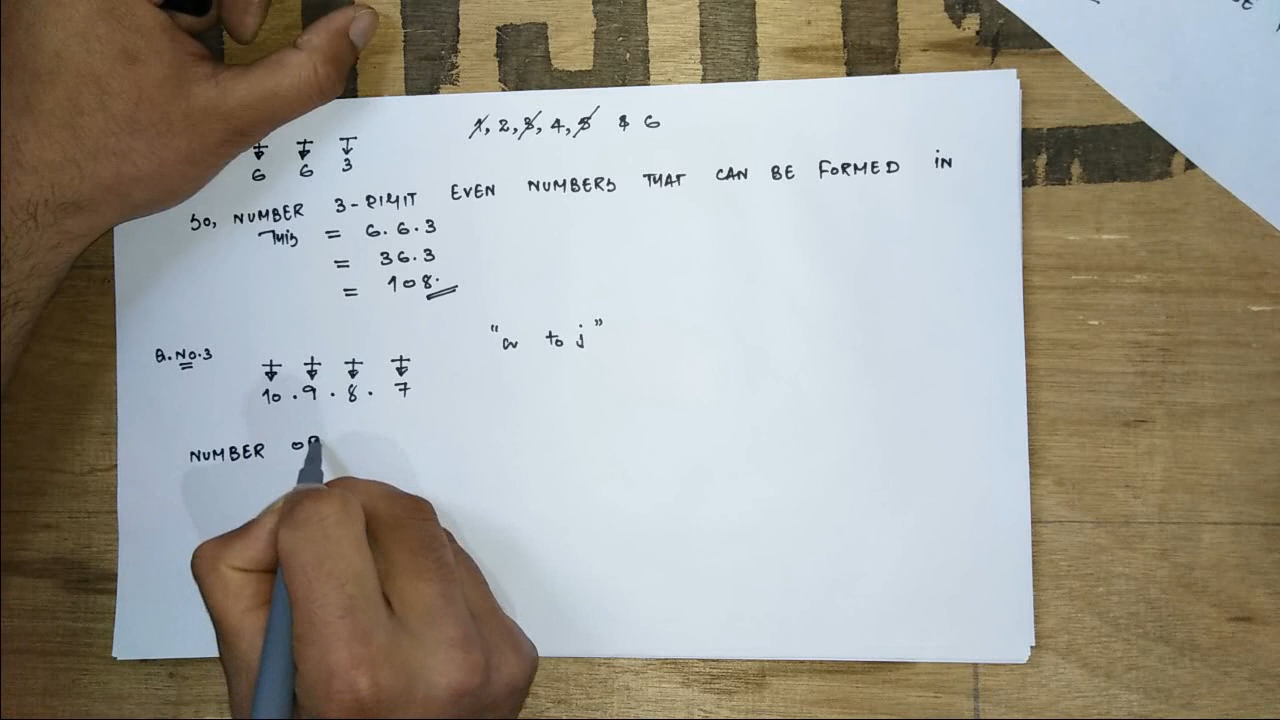 1, 2, 3, 4, 5 & 6
6 6 3
So, NUMBER 3-DIGIT EVEN NUMBERS THAT CAN BE FORMED IN
THIS = 6.6.3
= 36.3
= 108.
"a to j"
Q.NO.3
10.9.8.7
NUMBER OF